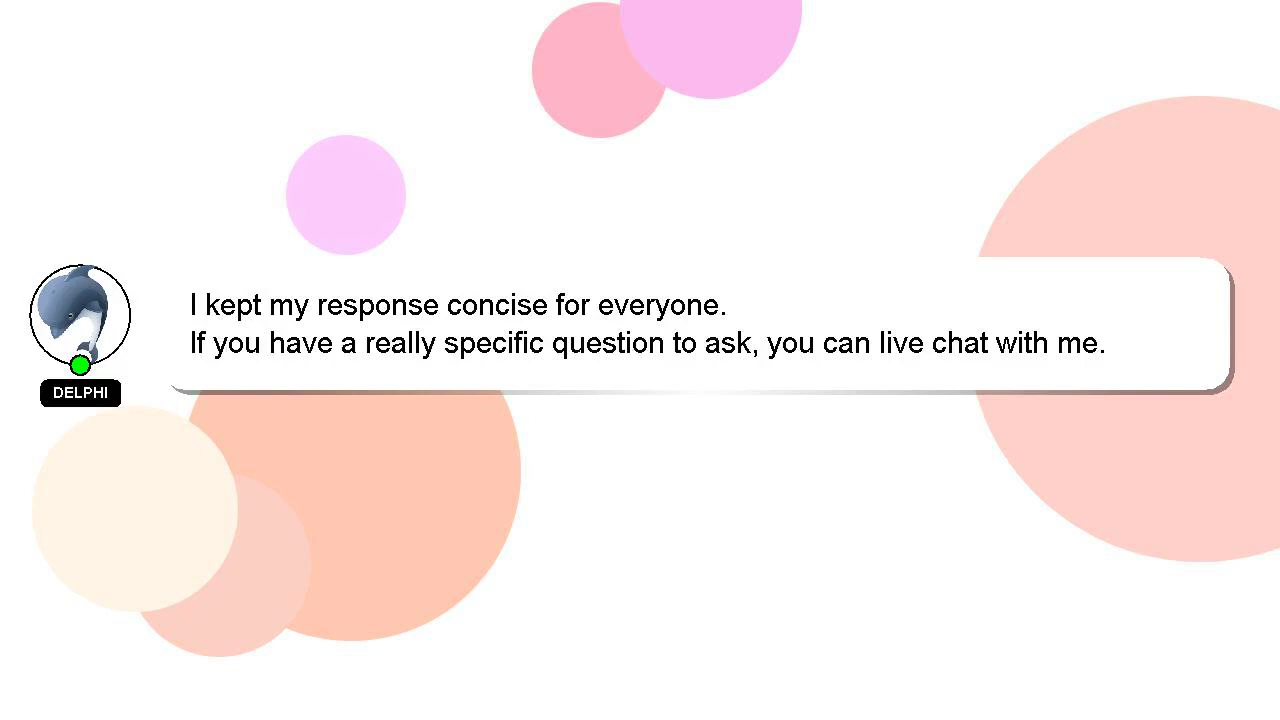 I kept my response concise for everyone.
If you have a really specific question to ask, you can live chat with me.
DELPHI